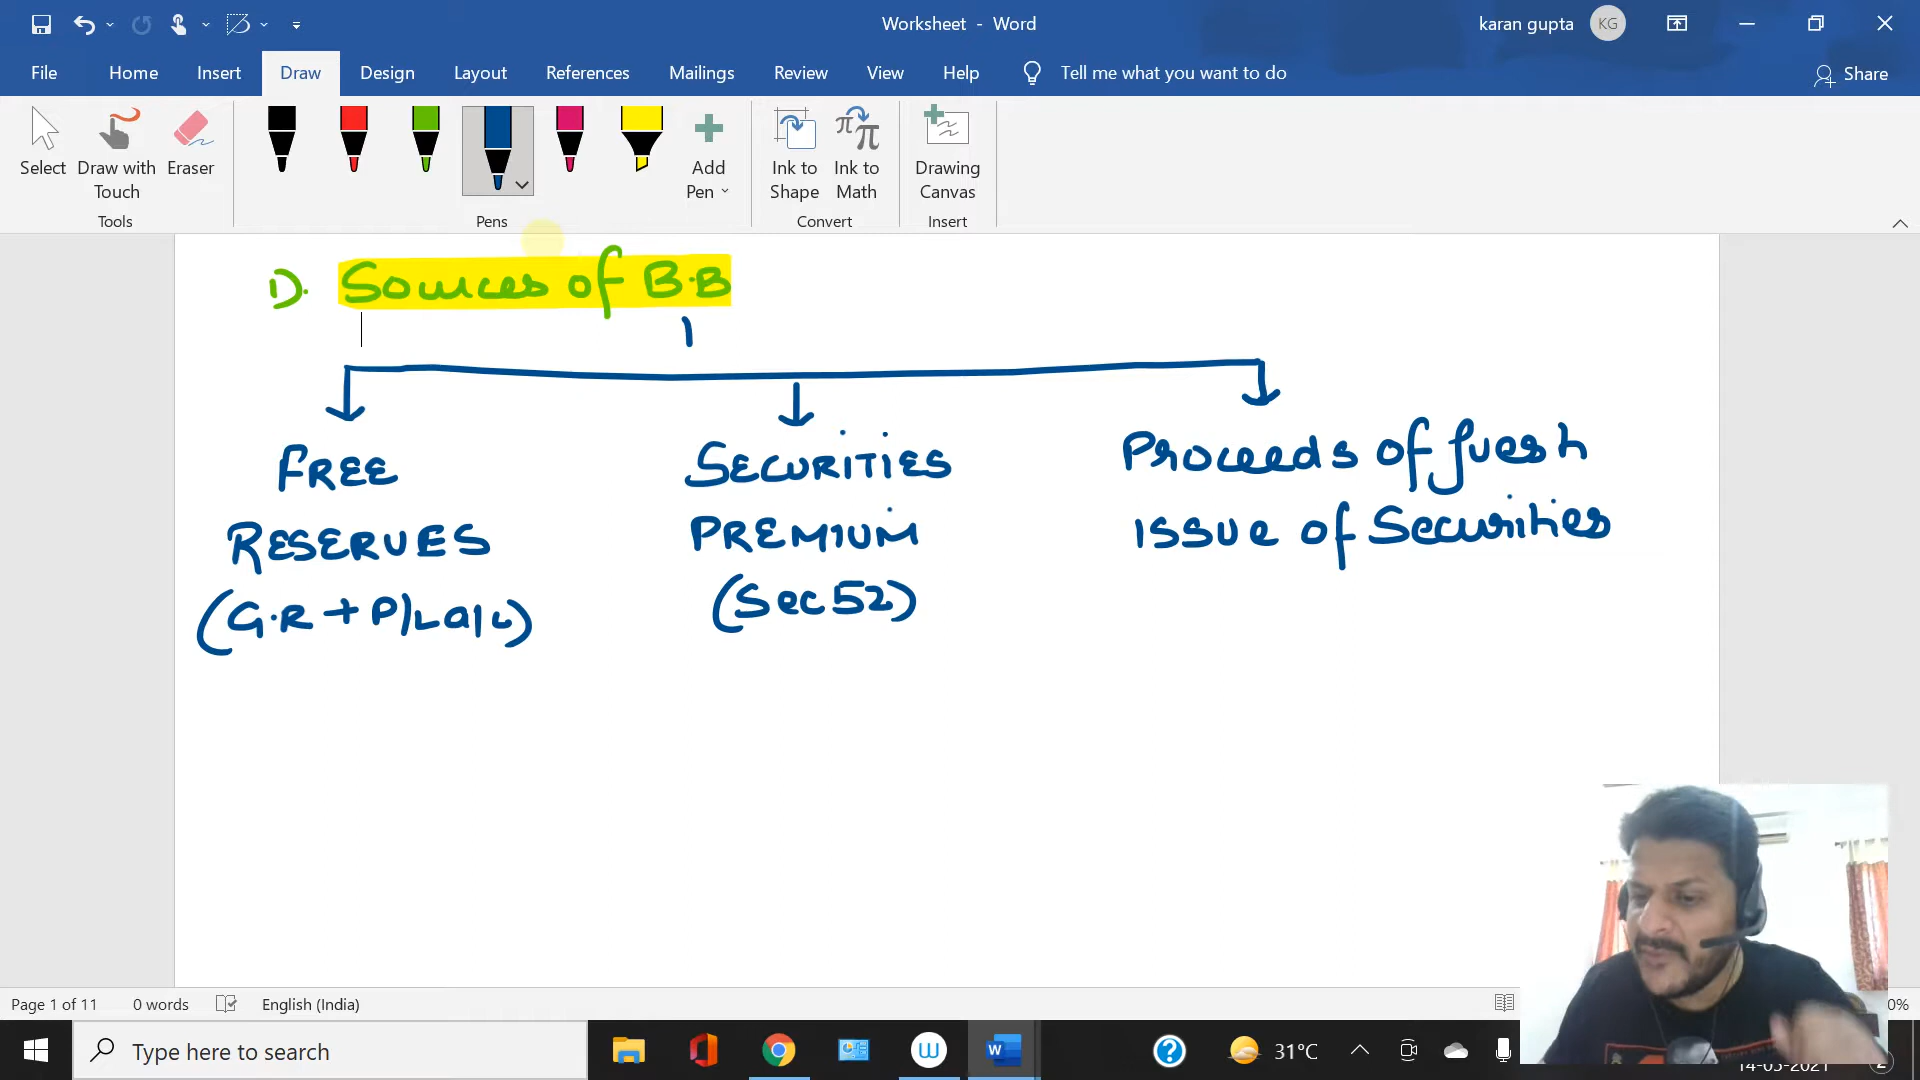 Worksheet - Word
karan gupta KG
File Home Insert Draw Design Layout References Mailings Review View Help Tell me what you want to do Share
Select Draw with Touch Eraser Add Pen Ink to Shape Ink to Math Drawing Canvas
Tools Pens Convert Insert
D. Sources of B.B
FREE RESERVES (G.R + P/L a/c)
SECURITIES PREMIUM (Sec 52)
Proceeds of fresh issue of Securities
Page 1 of 11 0 words English (India) 0%
Type here to search 31°C